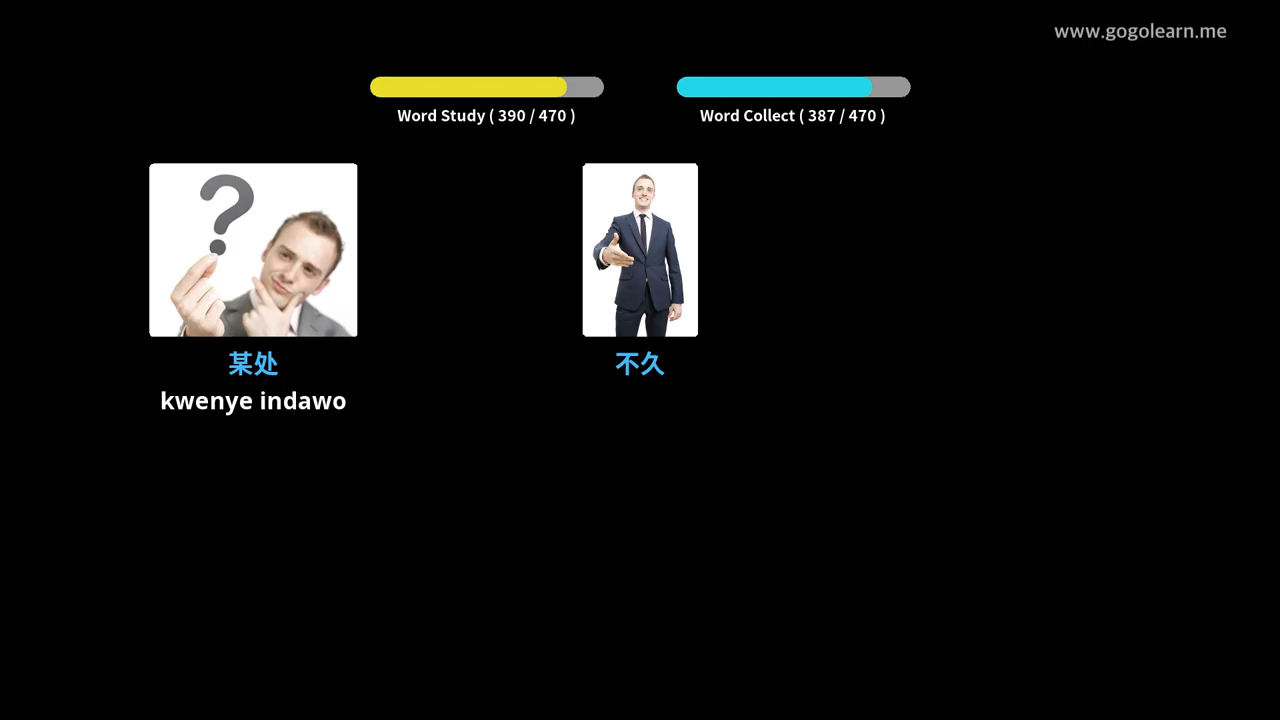 www.gogolearn.me
Word Study ( 390 / 470 )
Word Collect ( 387 / 470 )
某处
kwenye indawo
不久